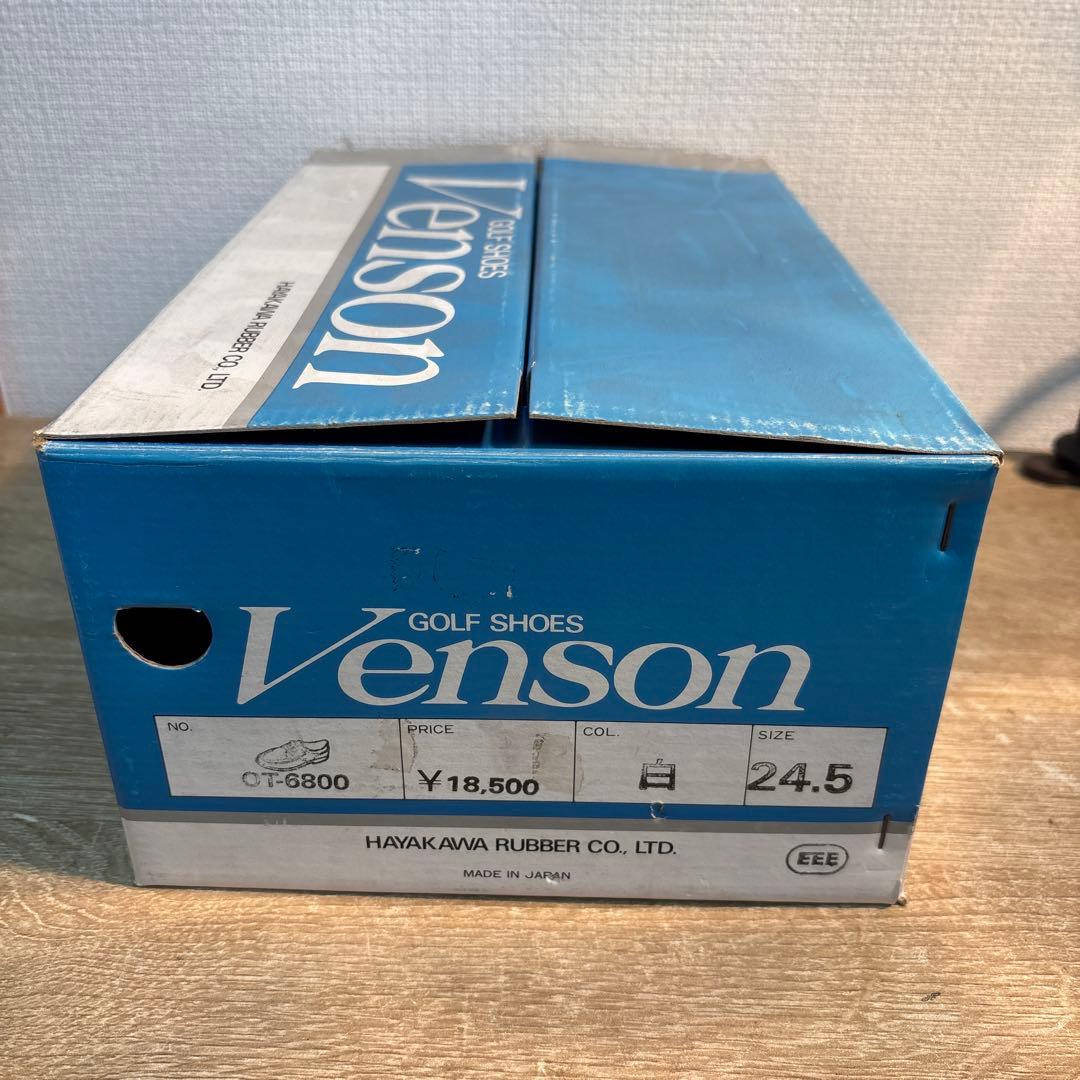 Venson
GOLF SHOES
HAYAKAWA RUBBER CO., LTD.
GOLF SHOES
Venson
NO.
OT-6800
PRICE
¥18,500
COL.
白
SIZE
24.5
HAYAKAWA RUBBER CO., LTD.
EEE
MADE IN JAPAN